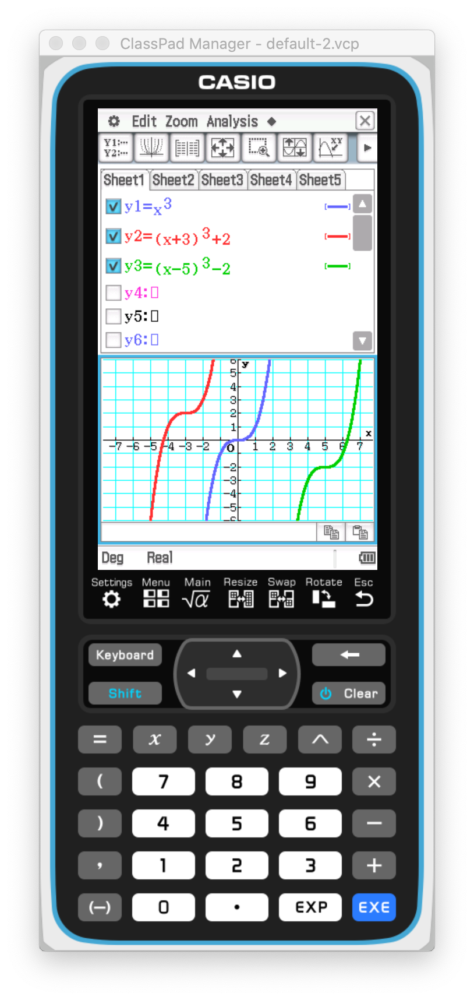 ClassPad Manager - default-2.vcp
CASIO
Edit Zoom Analysis ◆
Y1:··· XY
Y2:···
Sheet1 Sheet2 Sheet3 Sheet4 Sheet5
y1=x^3
y2=(x+3)^3+2
y3=(x-5)^3-2
y4:▯
y5:▯
y6:▯
6 y
5
4
3
2
1
x
-7 -6 -5 -4 -3 -2 0 1 2 3 4 5 6 7
-2
-3
-4
-5
-6
Deg Real
Settings Menu Main Resize Swap Rotate Esc
√α
Keyboard
Shift Clear
= x y z ^ ÷
( 7 8 9 ×
) 4 5 6 −
, 1 2 3 +
(−) 0 • EXP EXE